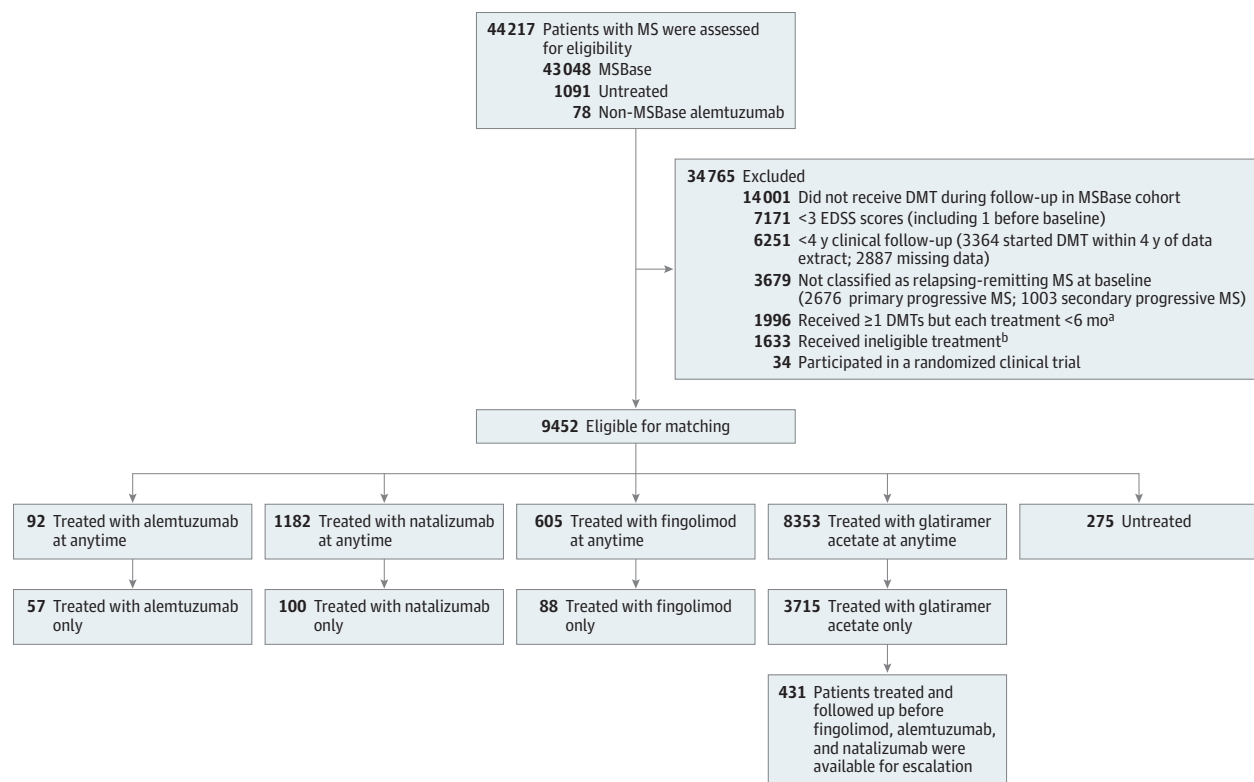 44 217 Patients with MS were assessed
for eligibility
43 048 MSBase
1091 Untreated
78 Non-MSBase alemtuzumab
34 765 Excluded
14 001 Did not receive DMT during follow-up in MSBase cohort
7171 <3 EDSS scores (including 1 before baseline)
6251 <4 y clinical follow-up (3364 started DMT within 4 y of data
extract; 2887 missing data)
3679 Not classified as relapsing-remitting MS at baseline
(2676 primary progressive MS; 1003 secondary progressive MS)
1996 Received ≥1 DMTs but each treatment <6 moᵃ
1633 Received ineligible treatmentᵇ
34 Participated in a randomized clinical trial
9452 Eligible for matching
92 Treated with alemtuzumab
at anytime
1182 Treated with natalizumab
at anytime
605 Treated with fingolimod
at anytime
8353 Treated with glatiramer
acetate at anytime
275 Untreated
57 Treated with alemtuzumab
only
100 Treated with natalizumab
only
88 Treated with fingolimod
only
3715 Treated with glatiramer
acetate only
431 Patients treated and
followed up before
fingolimod, alemtuzumab,
and natalizumab were
available for escalation